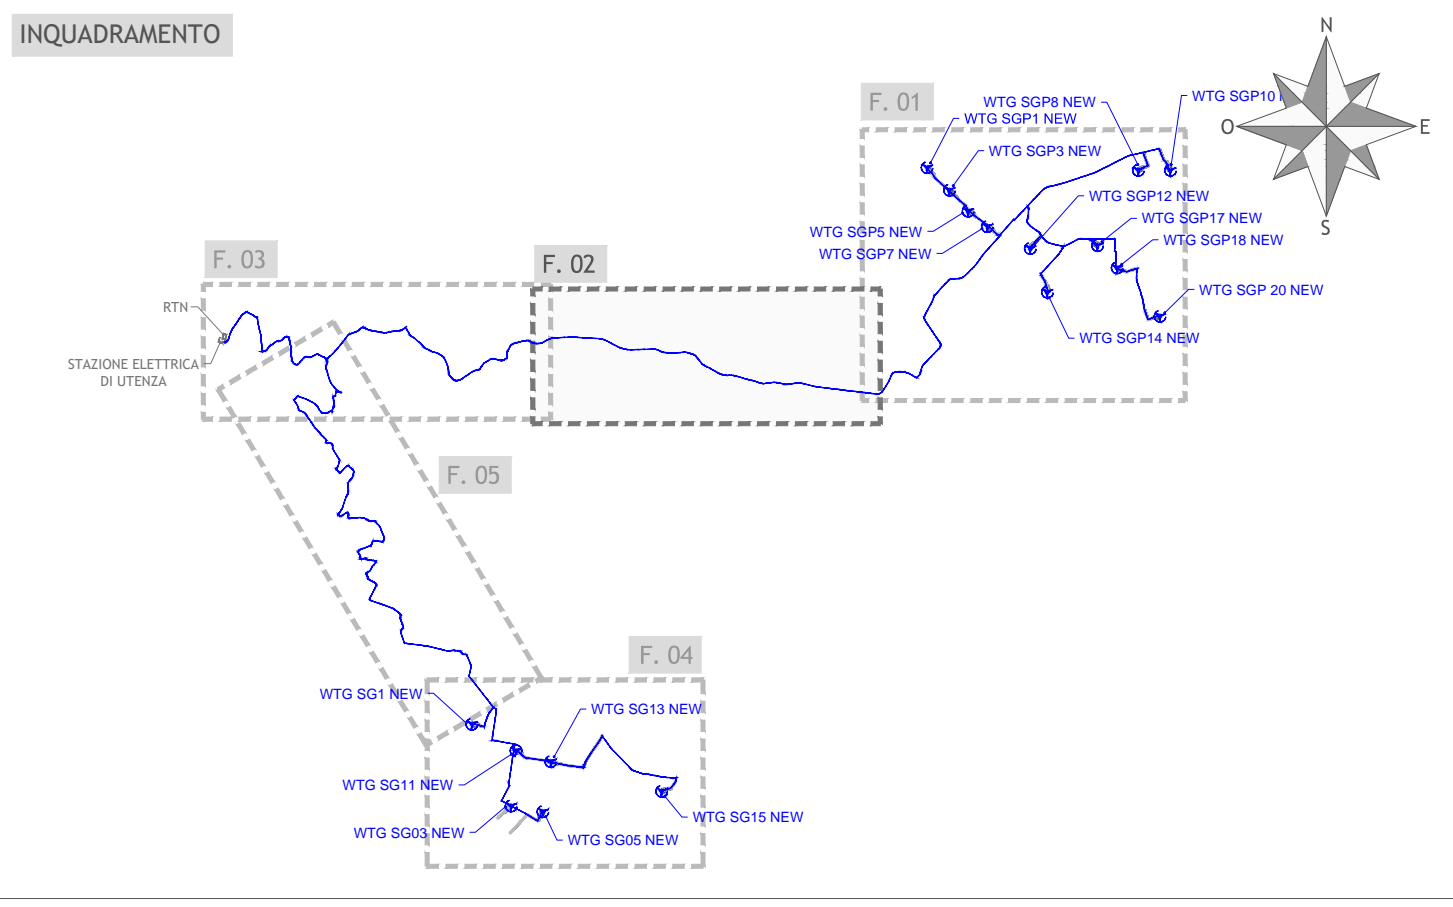 INQUADRAMENTO
N
O
E
S
F. 01
WTG SGP8 NEW
WTG SGP10
WTG SGP1 NEW
WTG SGP3 NEW
WTG SGP12 NEW
WTG SGP17 NEW
WTG SGP5 NEW
WTG SGP18 NEW
WTG SGP7 NEW
WTG SGP 20 NEW
WTG SGP14 NEW
F. 03
F. 02
RTN
STAZIONE ELETTRICA
DI UTENZA
F. 05
F. 04
WTG SG1 NEW
WTG SG13 NEW
WTG SG11 NEW
WTG SG15 NEW
WTG SG03 NEW
WTG SG05 NEW